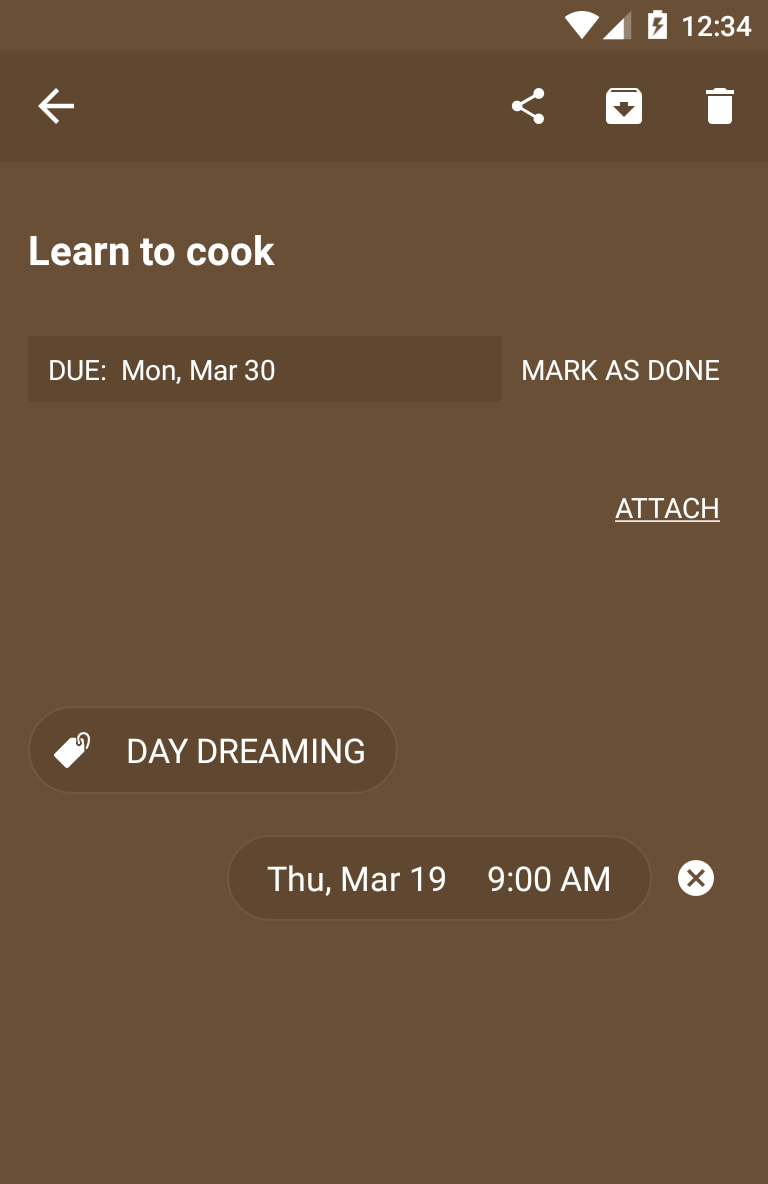 12:34
Learn to cook
DUE: Mon, Mar 30 MARK AS DONE
ATTACH
DAY DREAMING
Thu, Mar 19 9:00 AM